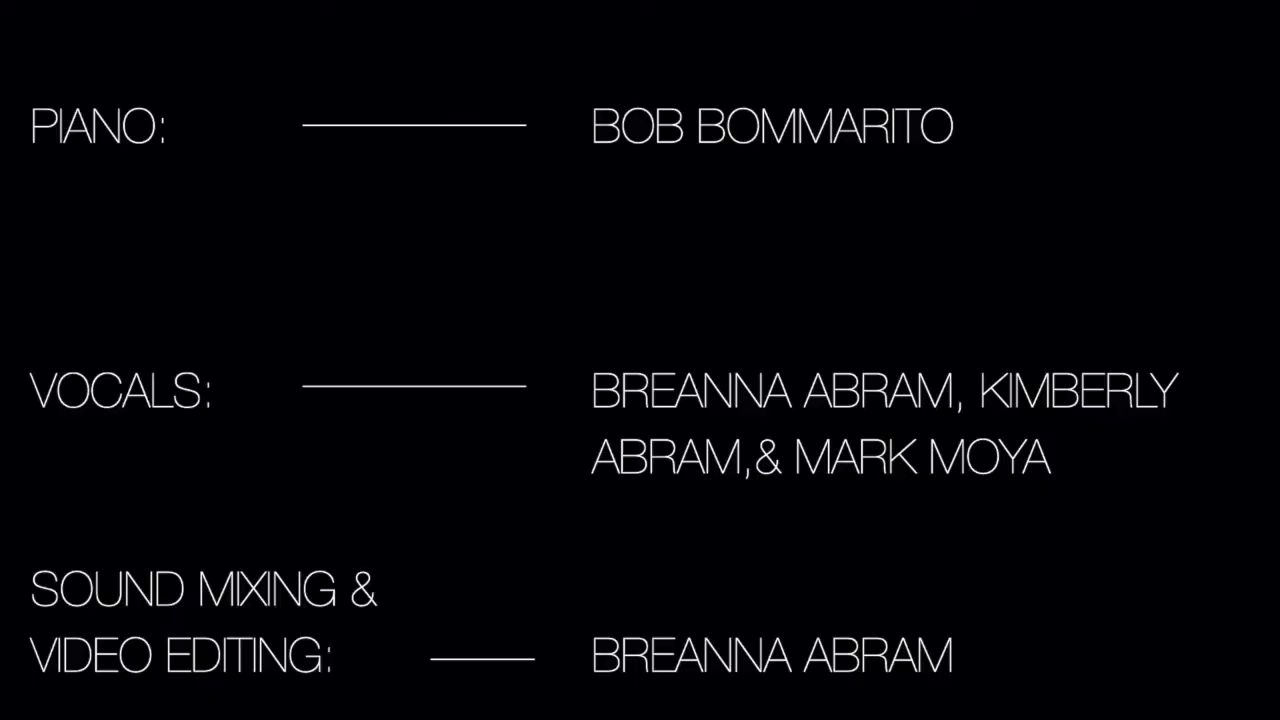 PIANO: BOB BOMMARITO
VOCALS: BREANNA ABRAM, KIMBERLY
ABRAM,& MARK MOYA
SOUND MIXING &
VIDEO EDITING: BREANNA ABRAM